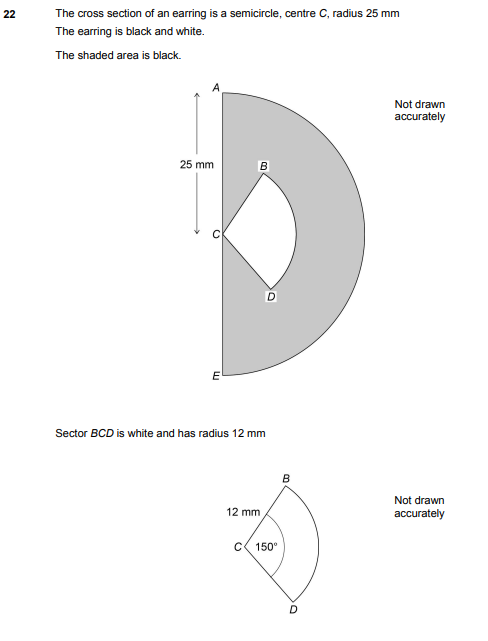 22 The cross section of an earring is a semicircle, centre C, radius 25 mm
The earring is black and white.
The shaded area is black.
A
Not drawn
accurately
25 mm
B
C
D
E
Sector BCD is white and has radius 12 mm
B
Not drawn
accurately
12 mm
C 150°
D